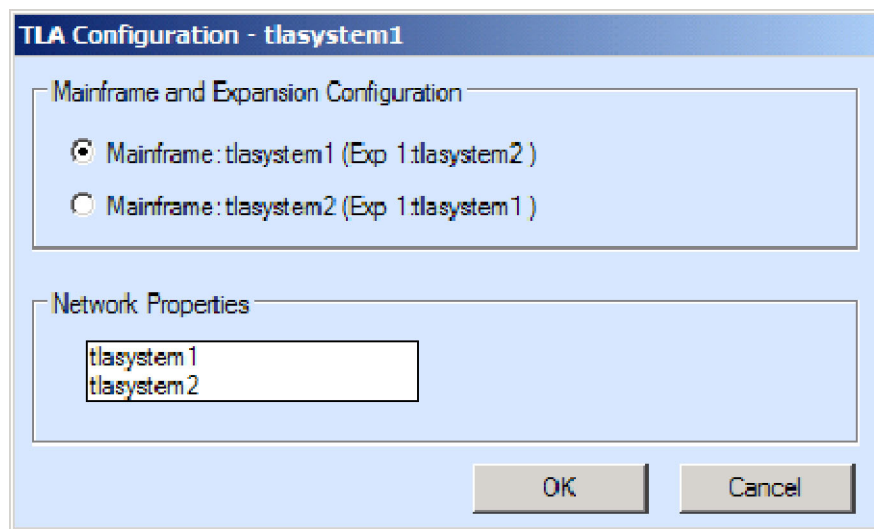 TLA Configuration - tlasystem1
Mainframe and Expansion Configuration
Mainframe: tlasystem1 (Exp 1:tlasystem2 )
Mainframe: tlasystem2 (Exp 1:tlasystem1 )
Network Properties
tlasystem1
tlasystem2
OK Cancel